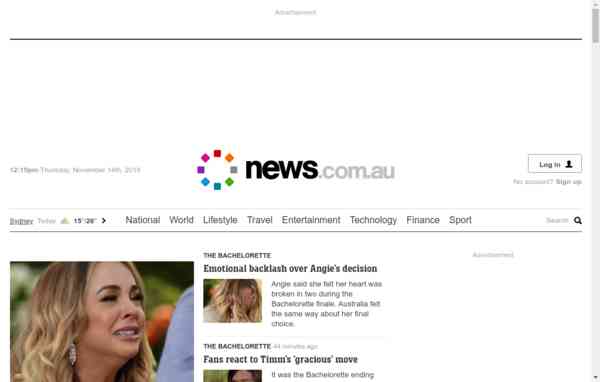 Advertisement
12:15pm Thursday, November 14th, 2019
news.com.au
Log in
No account? Sign up
Sydney Today 15°/26° National World Lifestyle Travel Entertainment Technology Finance Sport Search
THE BACHELORETTE
Emotional backlash over Angie's decision
Angie said she felt her heart was
broken in two during the
Bachelorette finale. Australia felt
the same way about her final
choice.
Advertisement
THE BACHELORETTE 44 minutes ago
Fans react to Timm's 'gracious' move
It was the Bachelorette ending